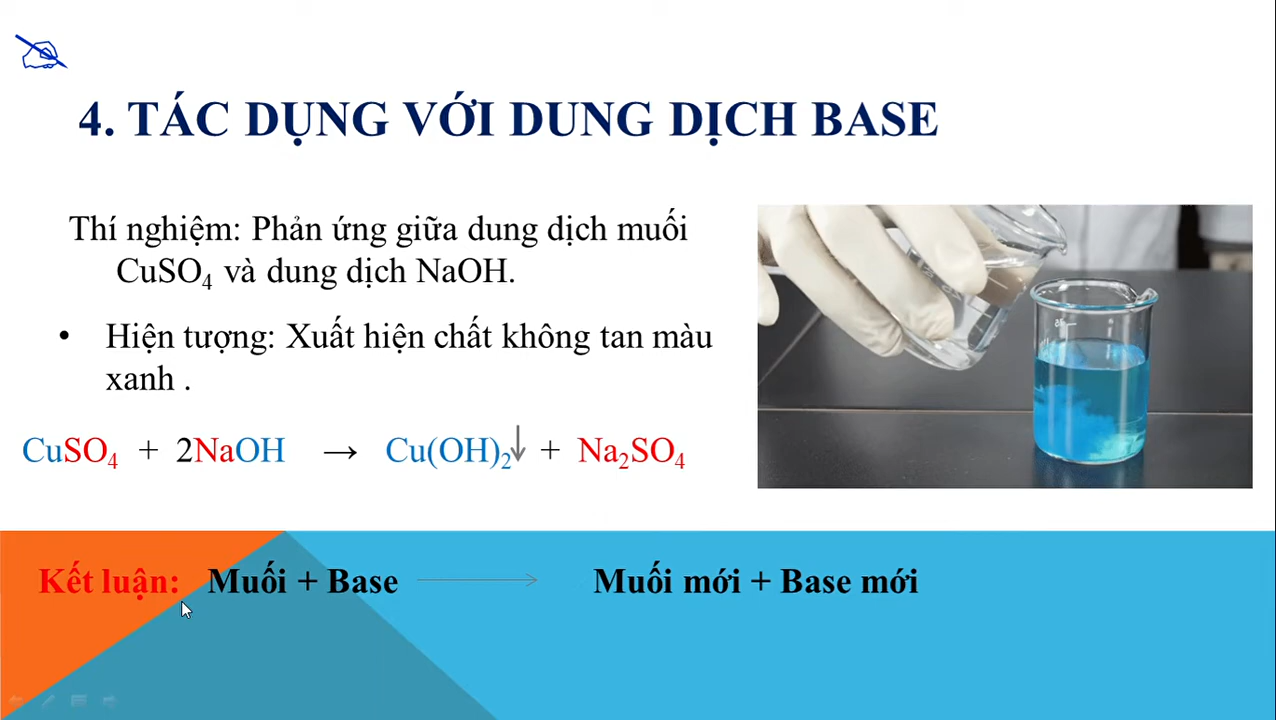 4. TÁC DỤNG VỚI DUNG DỊCH BASE
Thí nghiệm: Phản ứng giữa dung dịch muối
CuSO₄ và dung dịch NaOH.
• Hiện tượng: Xuất hiện chất không tan màu
xanh .
CuSO₄ + 2NaOH → Cu(OH)₂↓ + Na₂SO₄
Kết luận: Muối + Base → Muối mới + Base mới